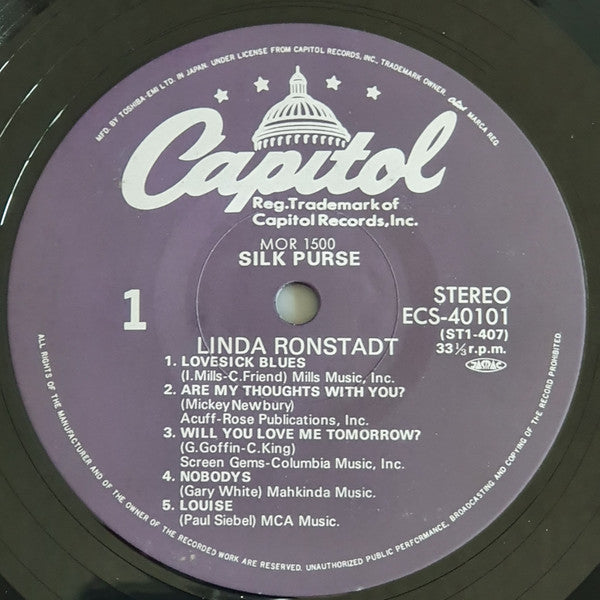 MFD. BY TOSHIBA-EMI LTD. IN JAPAN. UNDER LICENSE FROM CAPITOL RECORDS, INC., TRADEMARK OWNER. Capitol MARCA REG.
Capitol
Reg.Trademark of
Capitol Records,Inc.
MOR 1500
SILK PURSE
1
STEREO
ECS-40101
(ST1-407)
33⅓r.p.m.
JASRAC
LINDA RONSTADT
1. LOVESICK BLUES
(I.Mills-C.Friend) Mills Music, Inc.
2. ARE MY THOUGHTS WITH YOU?
(Mickey Newbury)
Acuff-Rose Publications, Inc.
3. WILL YOU LOVE ME TOMORROW?
(G.Goffin-C.King)
Screen Gems-Columbia Music, Inc.
4. NOBODYS
(Gary White) Mahkinda Music.
5. LOUISE
(Paul Siebel) MCA Music.
ALL RIGHTS OF THE MANUFACTURER AND OF THE OWNER OF THE RECORDED WORK ARE RESERVED. UNAUTHORIZED PUBLIC PERFORMANCE, BROADCASTING AND COPYING OF THE RECORD PROHIBITED.